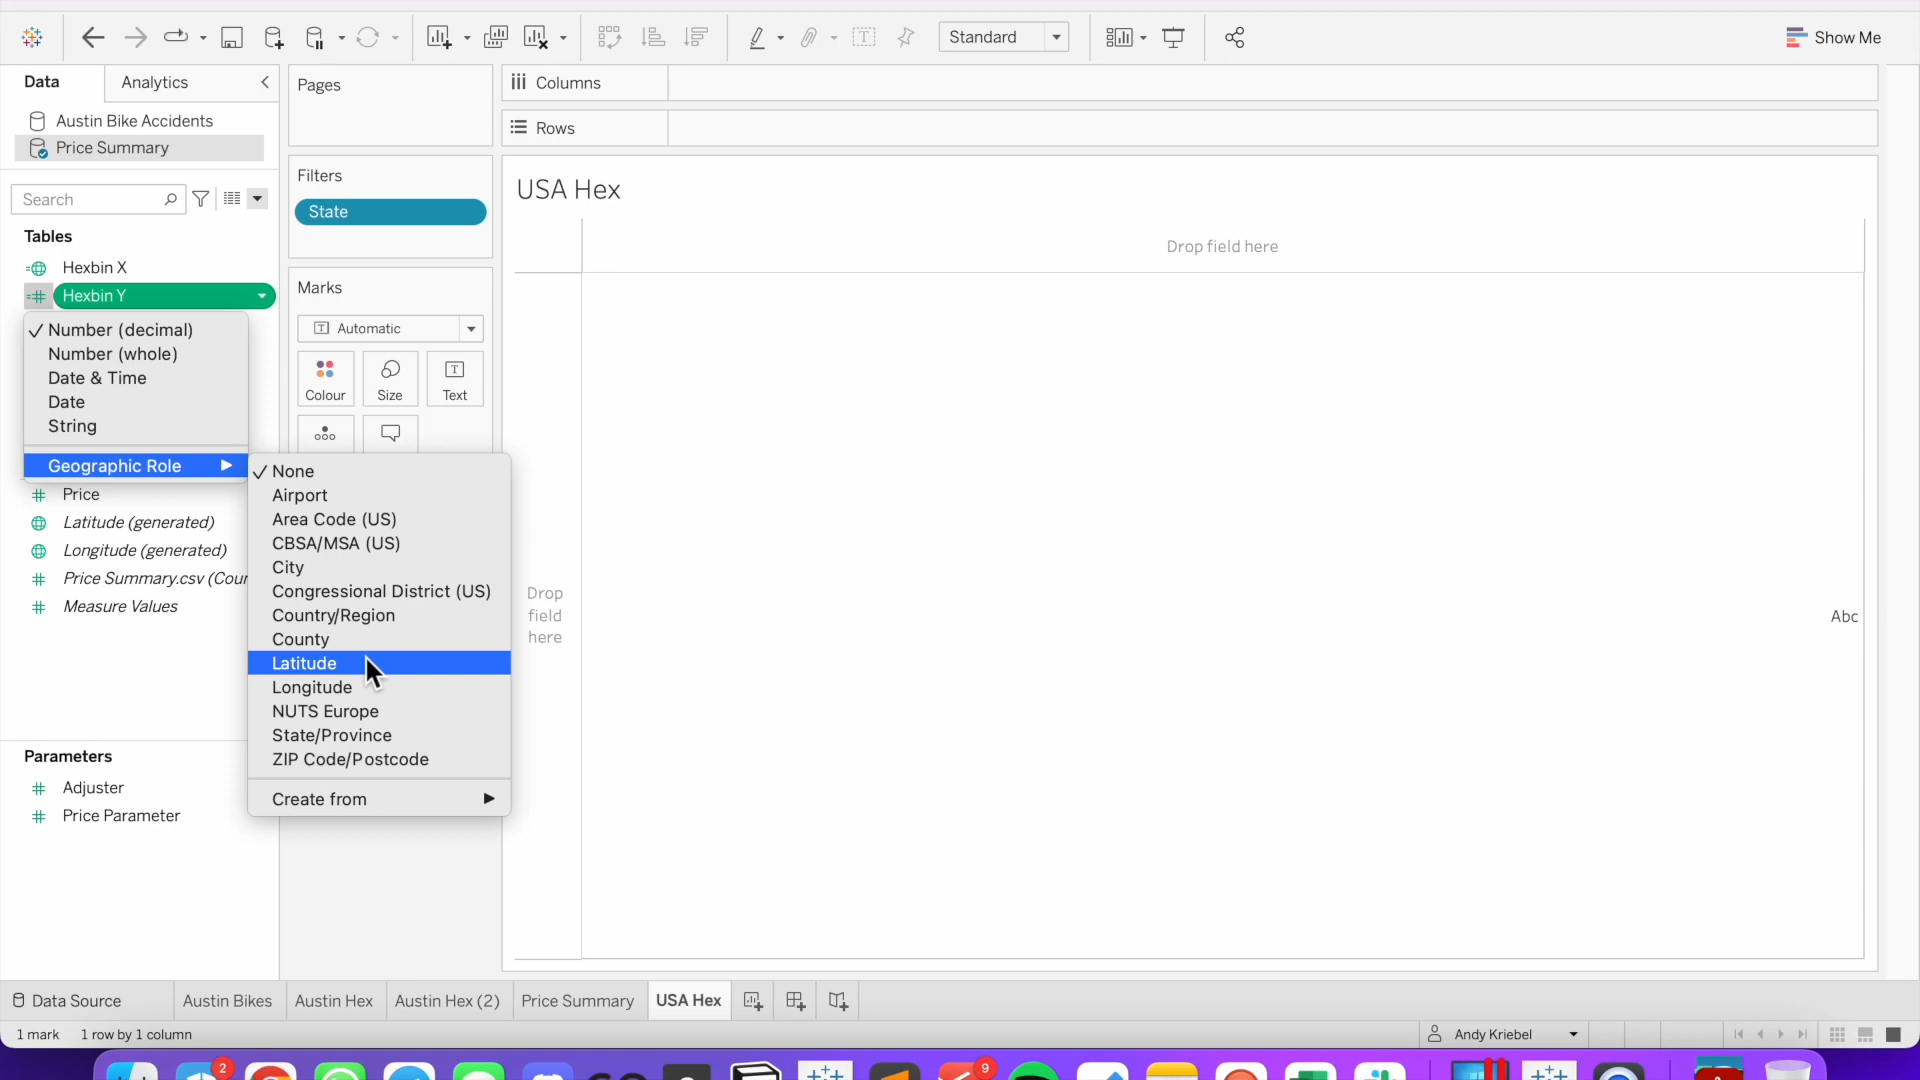 Standard
Show Me
Data
Analytics
Pages
Columns
Rows
Austin Bike Accidents
Price Summary
Search
Filters
State
USA Hex
Tables
Hexbin X
Hexbin Y
Drop field here
Marks
Automatic
Colour
Size
Text
Number (decimal)
Number (whole)
Date & Time
Date
String
Geographic Role
None
Airport
Area Code (US)
CBSA/MSA (US)
City
Congressional District (US)
Country/Region
County
Latitude
Longitude
NUTS Europe
State/Province
ZIP Code/Postcode
Create from
Price
Latitude (generated)
Longitude (generated)
Price Summary.csv (Cour
Measure Values
Drop
field
here
Abc
Parameters
Adjuster
Price Parameter
Data Source
Austin Bikes
Austin Hex
Austin Hex (2)
Price Summary
USA Hex
1 mark
1 row by 1 column
Andy Kriebel
2
9